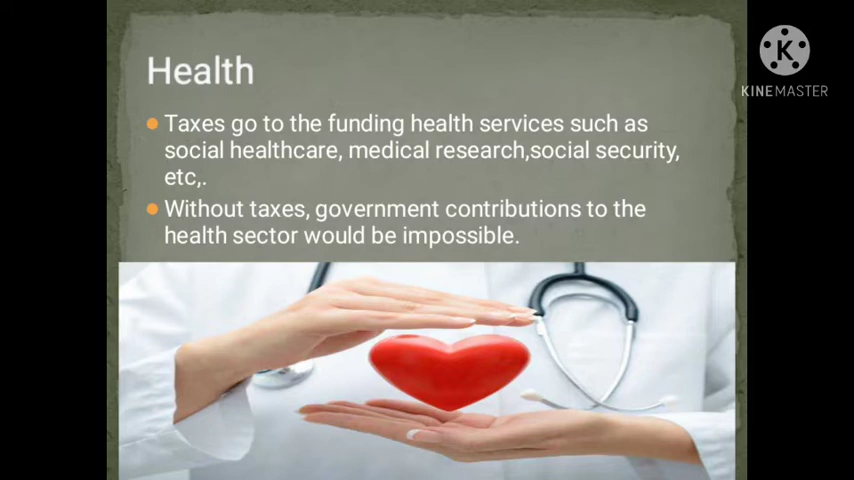 Health
Taxes go to the funding health services such as
social healthcare, medical research,social security,
etc,.
Without taxes, government contributions to the
health sector would be impossible.
K
KINEMASTER